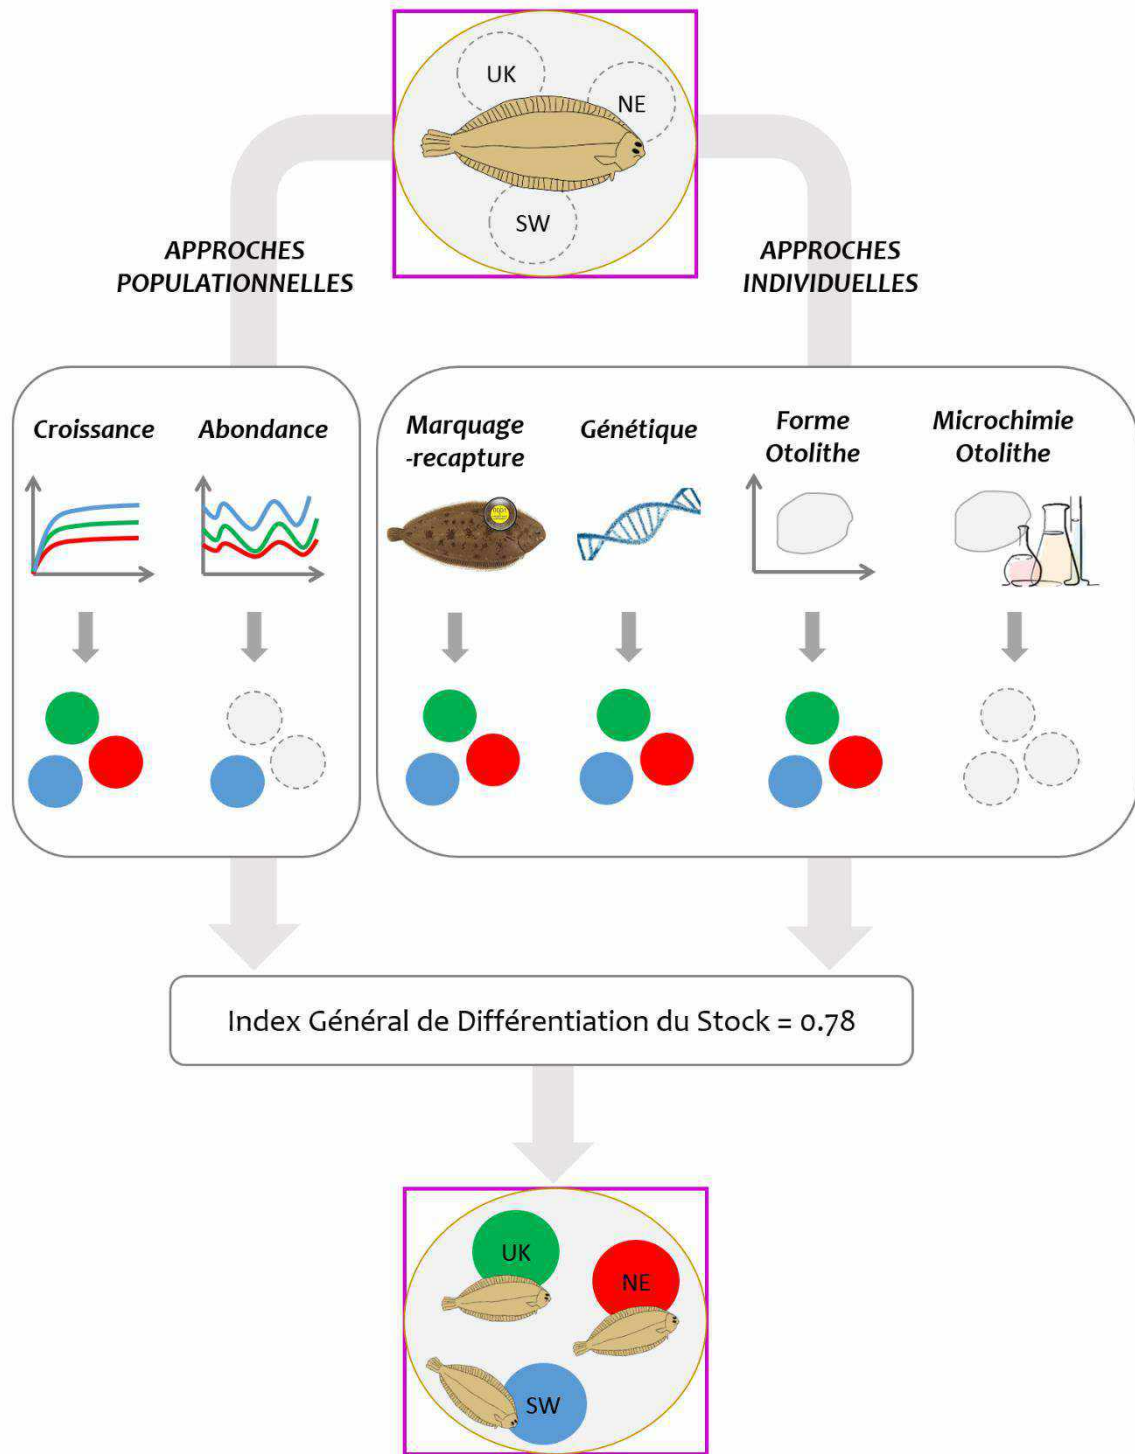 UK
NE
SW
APPROCHES
POPULATIONNELLES
APPROCHES
INDIVIDUELLES
Croissance
Abondance
Marquage
-recapture
Génétique
Forme
Otolithe
Microchimie
Otolithe
Index Général de Différentiation du Stock = 0.78
UK
NE
SW